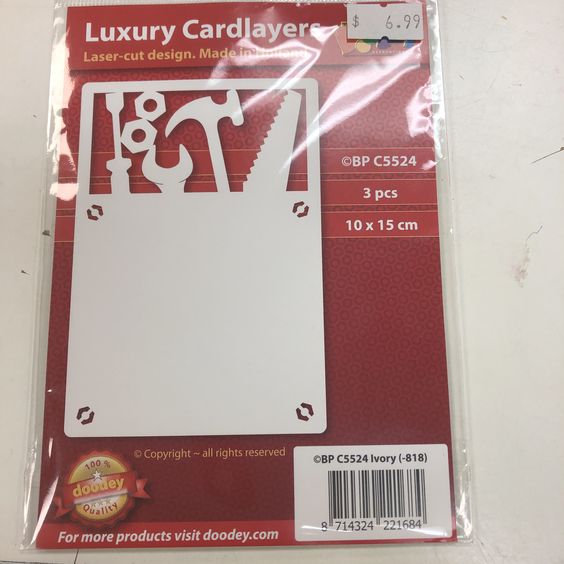 Luxury Cardlayers
$ 6.99
Laser-cut design. Made in
©BP C5524
3 pcs
10 x 15 cm
© Copyright ~ all rights reserved
©BP C5524 Ivory (-818)
100 %
doodey
Quality
8 714324 221684
For more products visit doodey.com